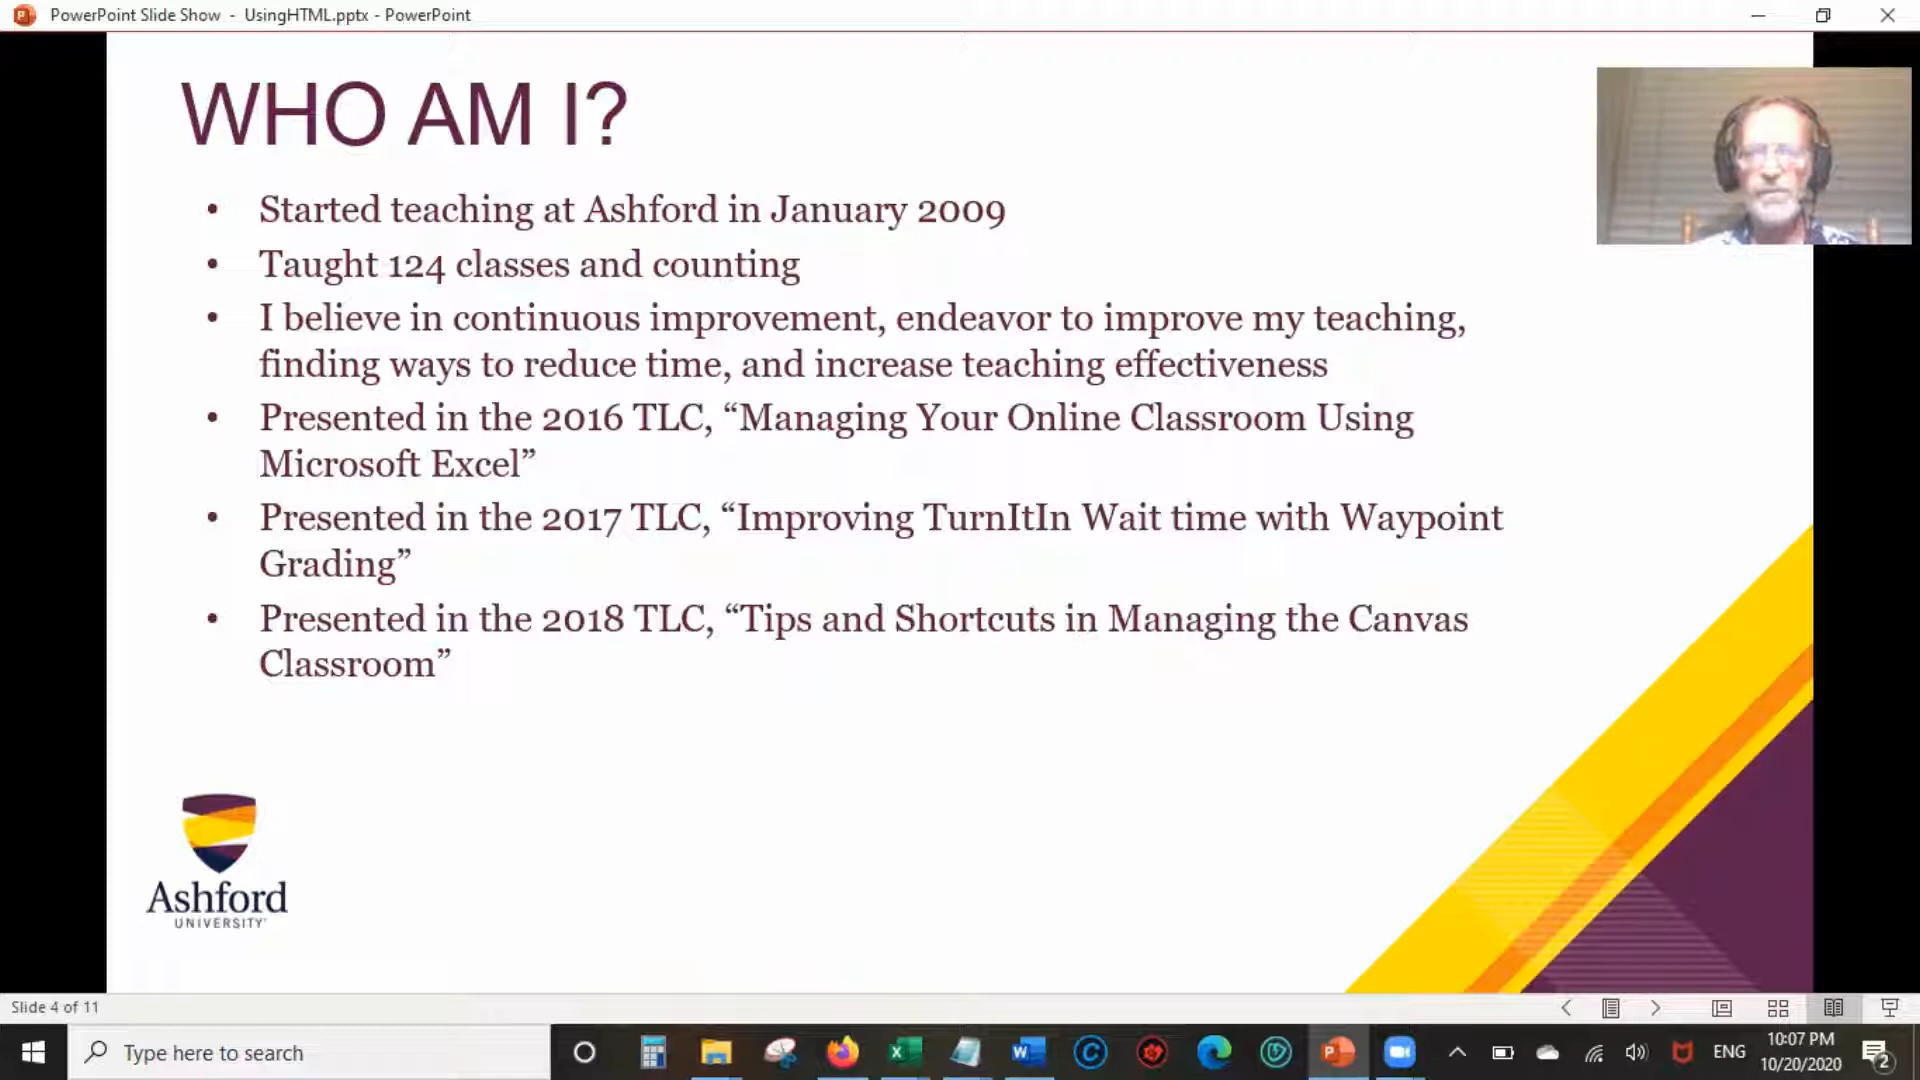 PowerPoint Slide Show - UsingHTML.pptx - PowerPoint
WHO AM I?
• Started teaching at Ashford in January 2009
• Taught 124 classes and counting
• I believe in continuous improvement, endeavor to improve my teaching,
finding ways to reduce time, and increase teaching effectiveness
• Presented in the 2016 TLC, “Managing Your Online Classroom Using
Microsoft Excel”
• Presented in the 2017 TLC, “Improving TurnItIn Wait time with Waypoint
Grading”
• Presented in the 2018 TLC, “Tips and Shortcuts in Managing the Canvas
Classroom”
Ashford
UNIVERSITY
Slide 4 of 11
Type here to search
ENG
10:07 PM
10/20/2020
2